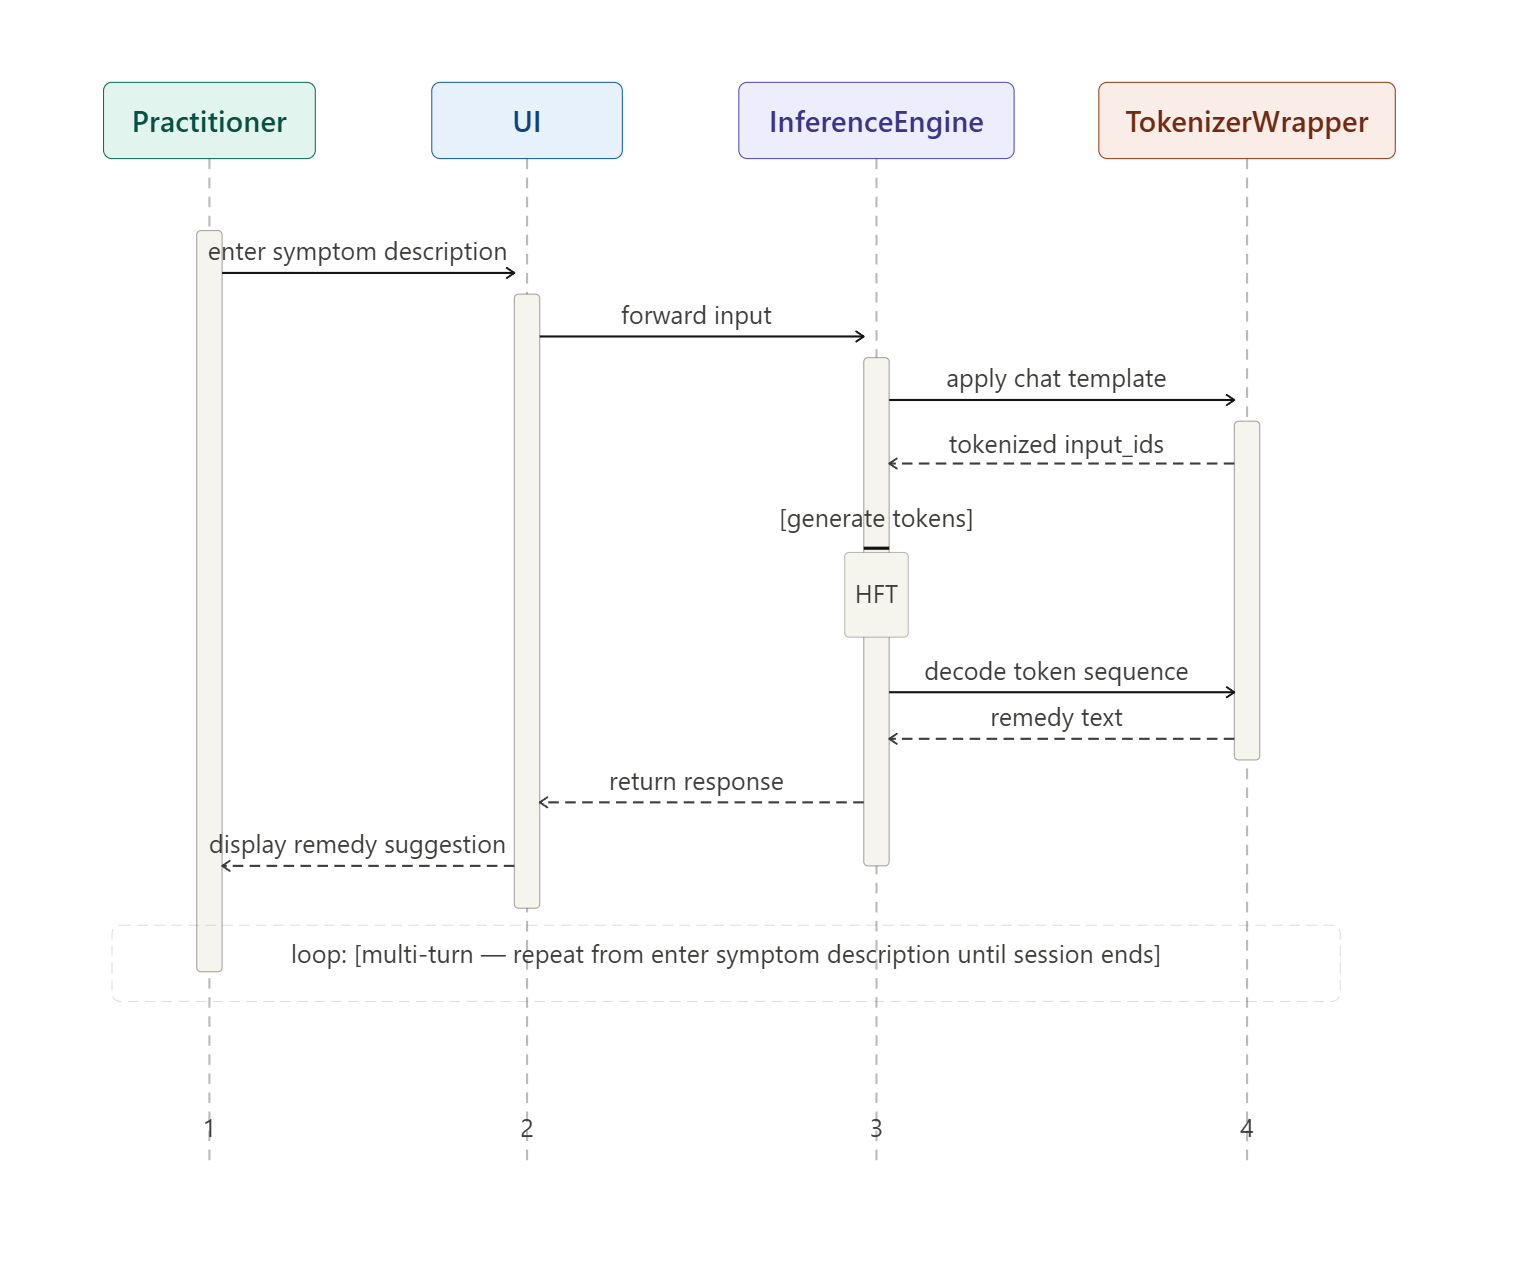 Practitioner
UI
InferenceEngine
TokenizerWrapper
enter symptom description
forward input
apply chat template
tokenized input_ids
[generate tokens]
HFT
decode token sequence
remedy text
return response
display remedy suggestion
loop: [multi-turn — repeat from enter symptom description until session ends]
1
2
3
4